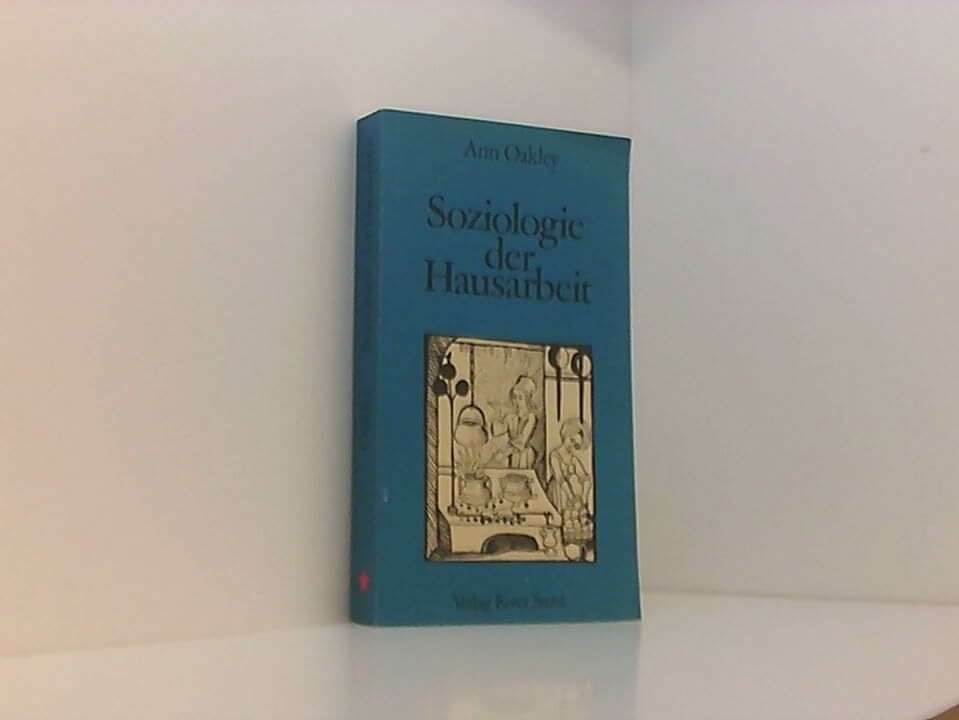 Ann Oakley
Soziologie
der
Hausarbeit
Verlag Roter Stern